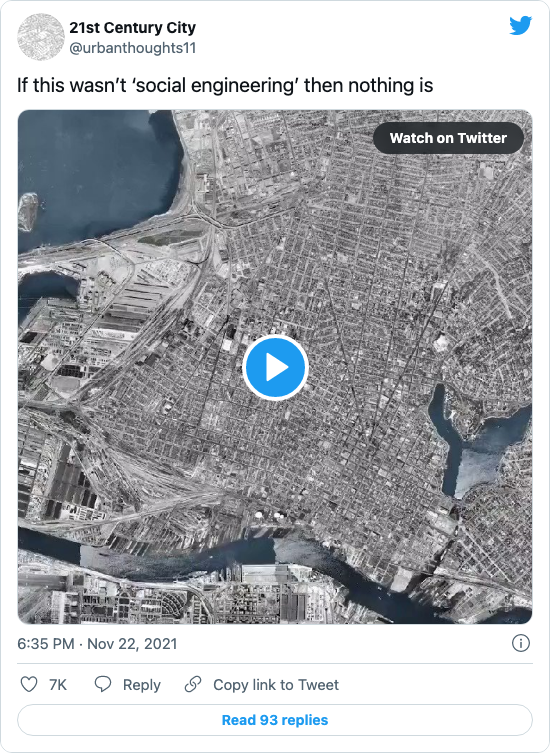 21st Century City
@urbanthoughts11
If this wasn’t ‘social engineering’ then nothing is
Watch on Twitter
6:35 PM · Nov 22, 2021
7K Reply Copy link to Tweet
Read 93 replies